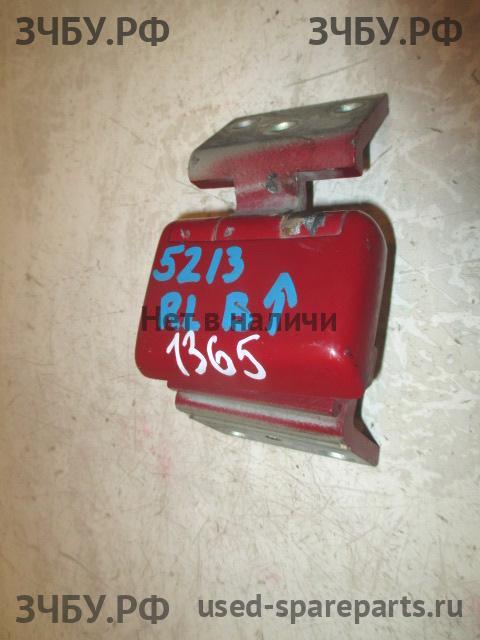 ЗЧБУ.РФ ЗЧБУ.РФ
5213
RL B↑
Нет в наличи
1365
ЗЧБУ.РФ used-spareparts.ru